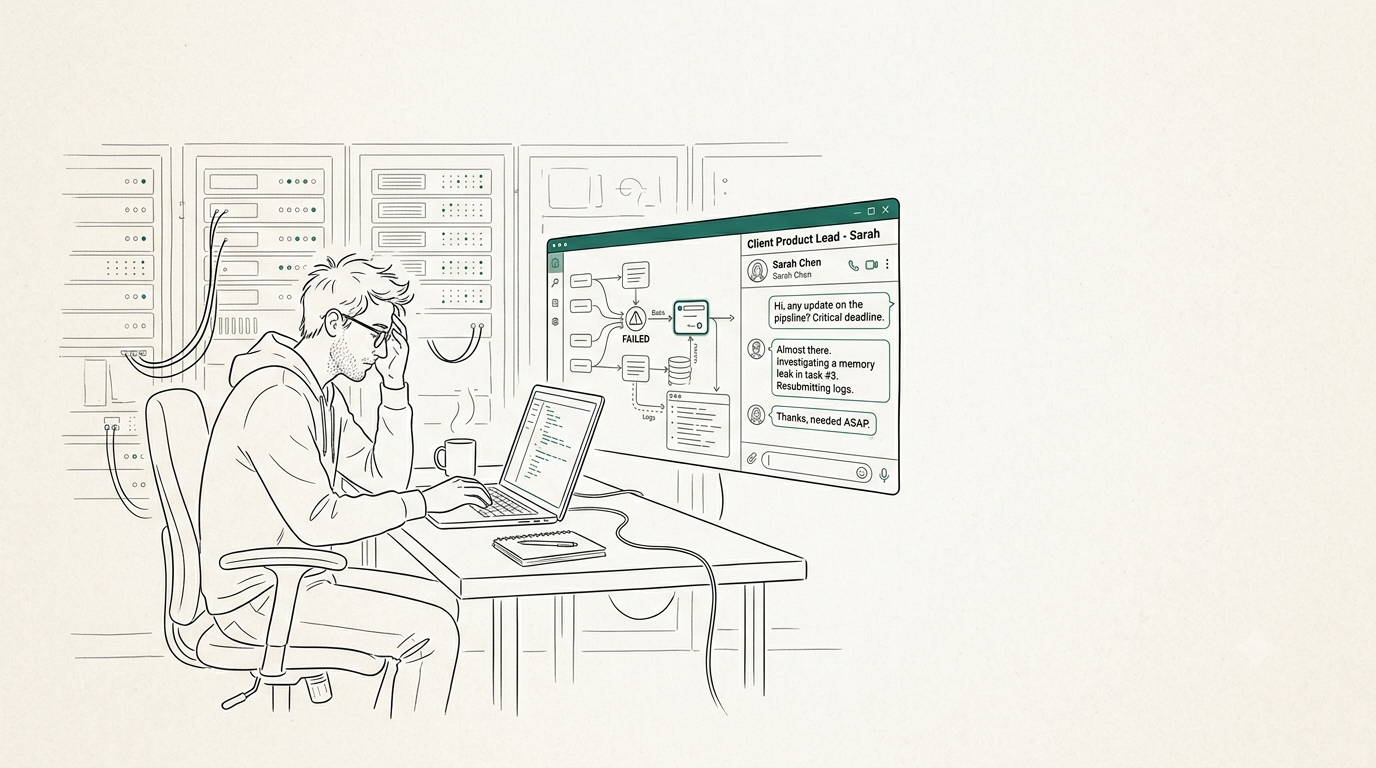 Client Product Lead - Sarah
Sarah Chen
Sarah Chen
Hi, any update on the
pipsline? Critical deadline.
Almost there.
Investigating a memory
leak in task #3.
Resubmitting logs.
Thanks, needed ASAP.
Bats
FAILED
Logs